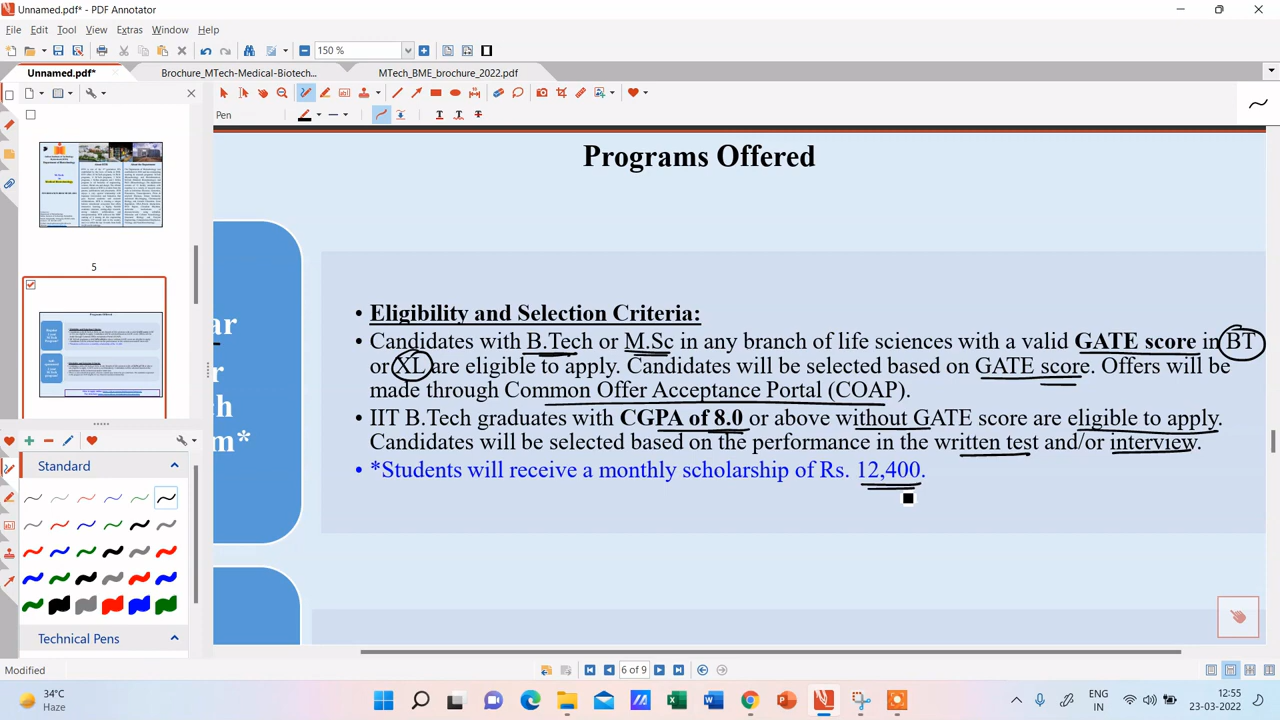 Unnamed.pdf* - PDF Annotator
File Edit Tool Extras View Window Help
150 %
Unnamed.pdf* Brochure_MTech-Medical-Biotech... MTech_BME_brochure_2022.pdf
Pen
5
Programs Offered
ar
r
ch
m*
• Eligibility and Selection Criteria:
• Candidates with B.Tech or M.Sc in any branch of life sciences with a valid GATE score in BT
or XL are eligible to apply. Candidates will be selected based on GATE score. Offers will be
made through Common Offer Acceptance Portal (COAP).
• IIT B.Tech graduates with CGPA of 8.0 or above without GATE score are eligible to apply.
Candidates will be selected based on the performance in the written test and/or interview.
• *Students will receive a monthly scholarship of Rs. 12,400.
Standard
Technical Pens
Modified
6 of 9
34°C
Haze
ENG
IN
12:55
23-03-2022